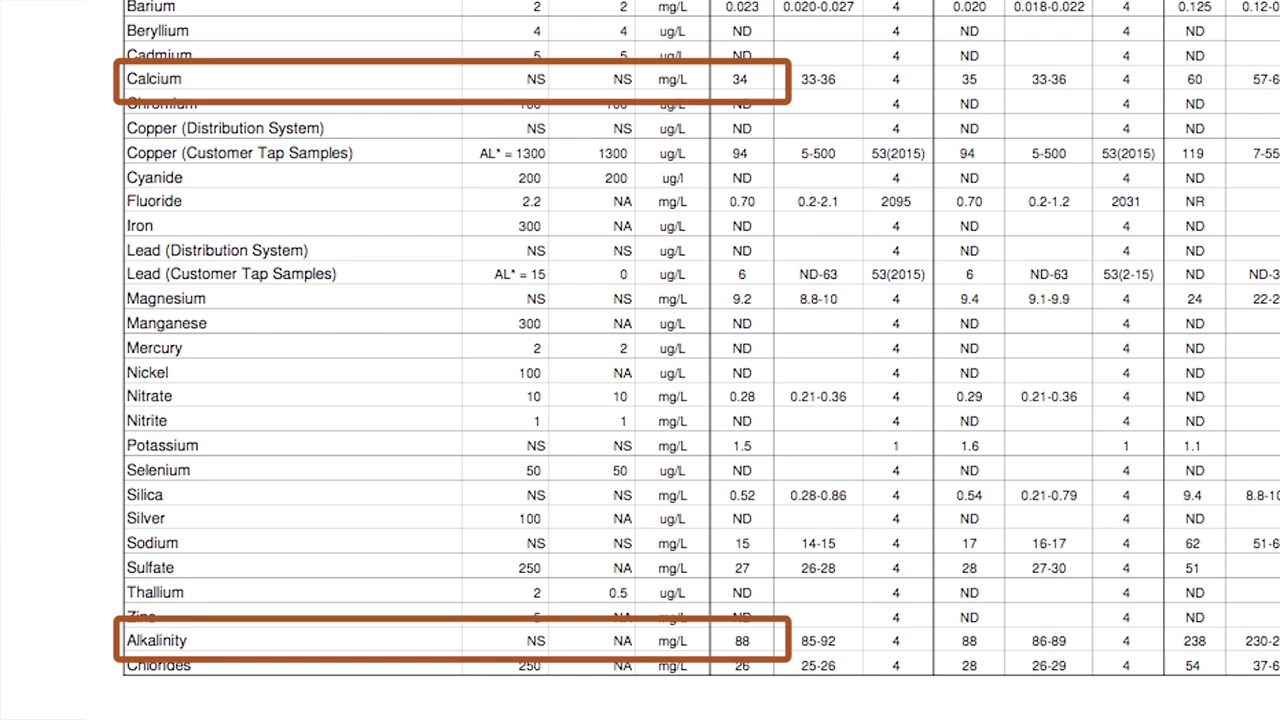 Barium 2 2 mg/L 0.023 0.020-0.027 4 0.020 0.018-0.022 4 0.125 0.12-0
Beryllium 4 4 ug/L ND 4 ND 4 ND
Cadmium 5 5 ug/L ND 4 ND 4 ND
Calcium NS NS mg/L 34 33-36 4 35 33-36 4 60 57-6
Chromium 100 100 ug/L ND 4 ND 4 ND
Copper (Distribution System) NS NS ug/L ND 4 ND 4 ND
Copper (Customer Tap Samples) AL* = 1300 1300 ug/L 94 5-500 53(2015) 94 5-500 53(2015) 119 7-55
Cyanide 200 200 ug/l ND 4 ND 4 ND
Fluoride 2.2 NA mg/L 0.70 0.2-2.1 2095 0.70 0.2-1.2 2031 NR
Iron 300 NA ug/L ND 4 ND 4 ND
Lead (Distribution System) NS NS ug/L ND 4 ND 4 ND
Lead (Customer Tap Samples) AL* = 15 0 ug/L 6 ND-63 53(2015) 6 ND-63 53(2-15) ND ND-3
Magnesium NS NS mg/L 9.2 8.8-10 4 9.4 9.1-9.9 4 24 22-2
Manganese 300 NA ug/L ND 4 ND 4 ND
Mercury 2 2 ug/L ND 4 ND 4 ND
Nickel 100 NA ug/L ND 4 ND 4 ND
Nitrate 10 10 mg/L 0.28 0.21-0.36 4 0.29 0.21-0.36 4 ND
Nitrite 1 1 mg/L ND 4 ND 4 ND
Potassium NS NS mg/L 1.5 1 1.6 1 1.1
Selenium 50 50 ug/L ND 4 ND 4 ND
Silica NS NS mg/L 0.52 0.28-0.86 4 0.54 0.21-0.79 4 9.4 8.8-10
Silver 100 NA ug/L ND 4 ND 4 ND
Sodium NS NS mg/L 15 14-15 4 17 16-17 4 62 51-6
Sulfate 250 NA mg/L 27 26-28 4 28 27-30 4 51
Thallium 2 0.5 ug/L ND 4 ND 4 ND
Zinc 5 NA mg/L ND 4 ND 4 ND
Alkalinity NS NA mg/L 88 85-92 4 88 86-89 4 238 230-2
Chlorides 250 NA mg/L 26 25-26 4 28 26-29 4 54 37-6